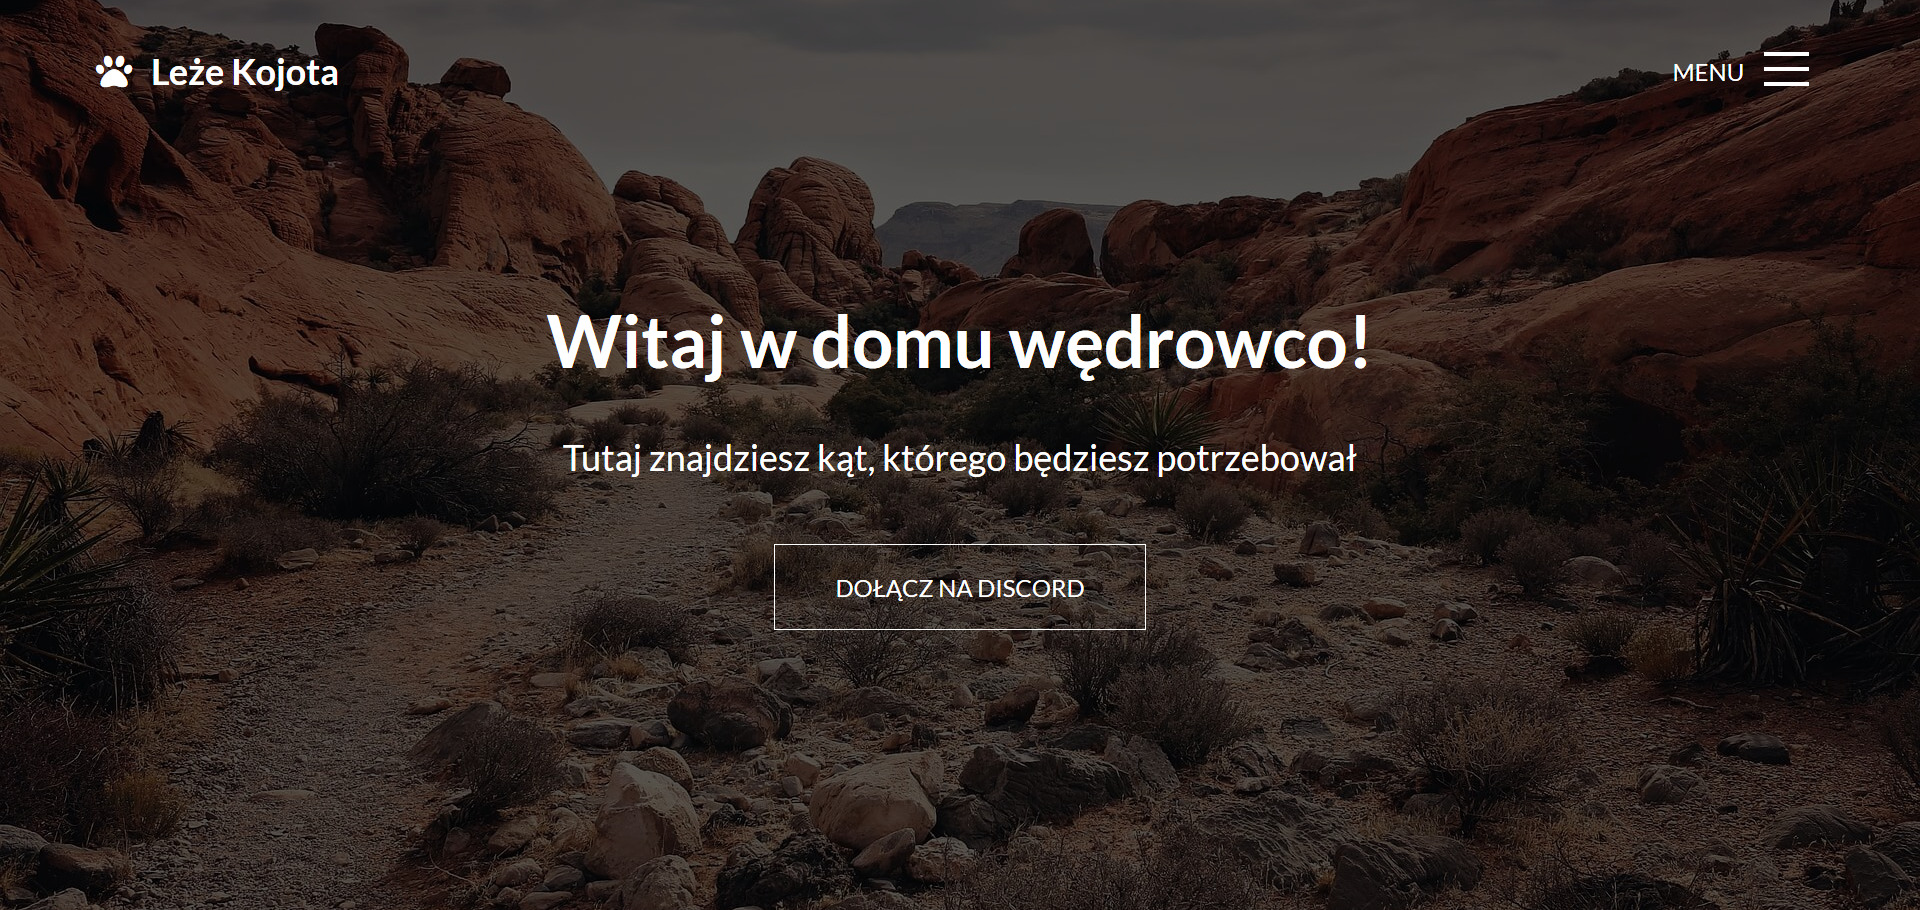 Leże Kojota
MENU
Witaj w domu wędrowco!
Tutaj znajdziesz kąt, którego będziesz potrzebował
DOŁĄCZ NA DISCORD